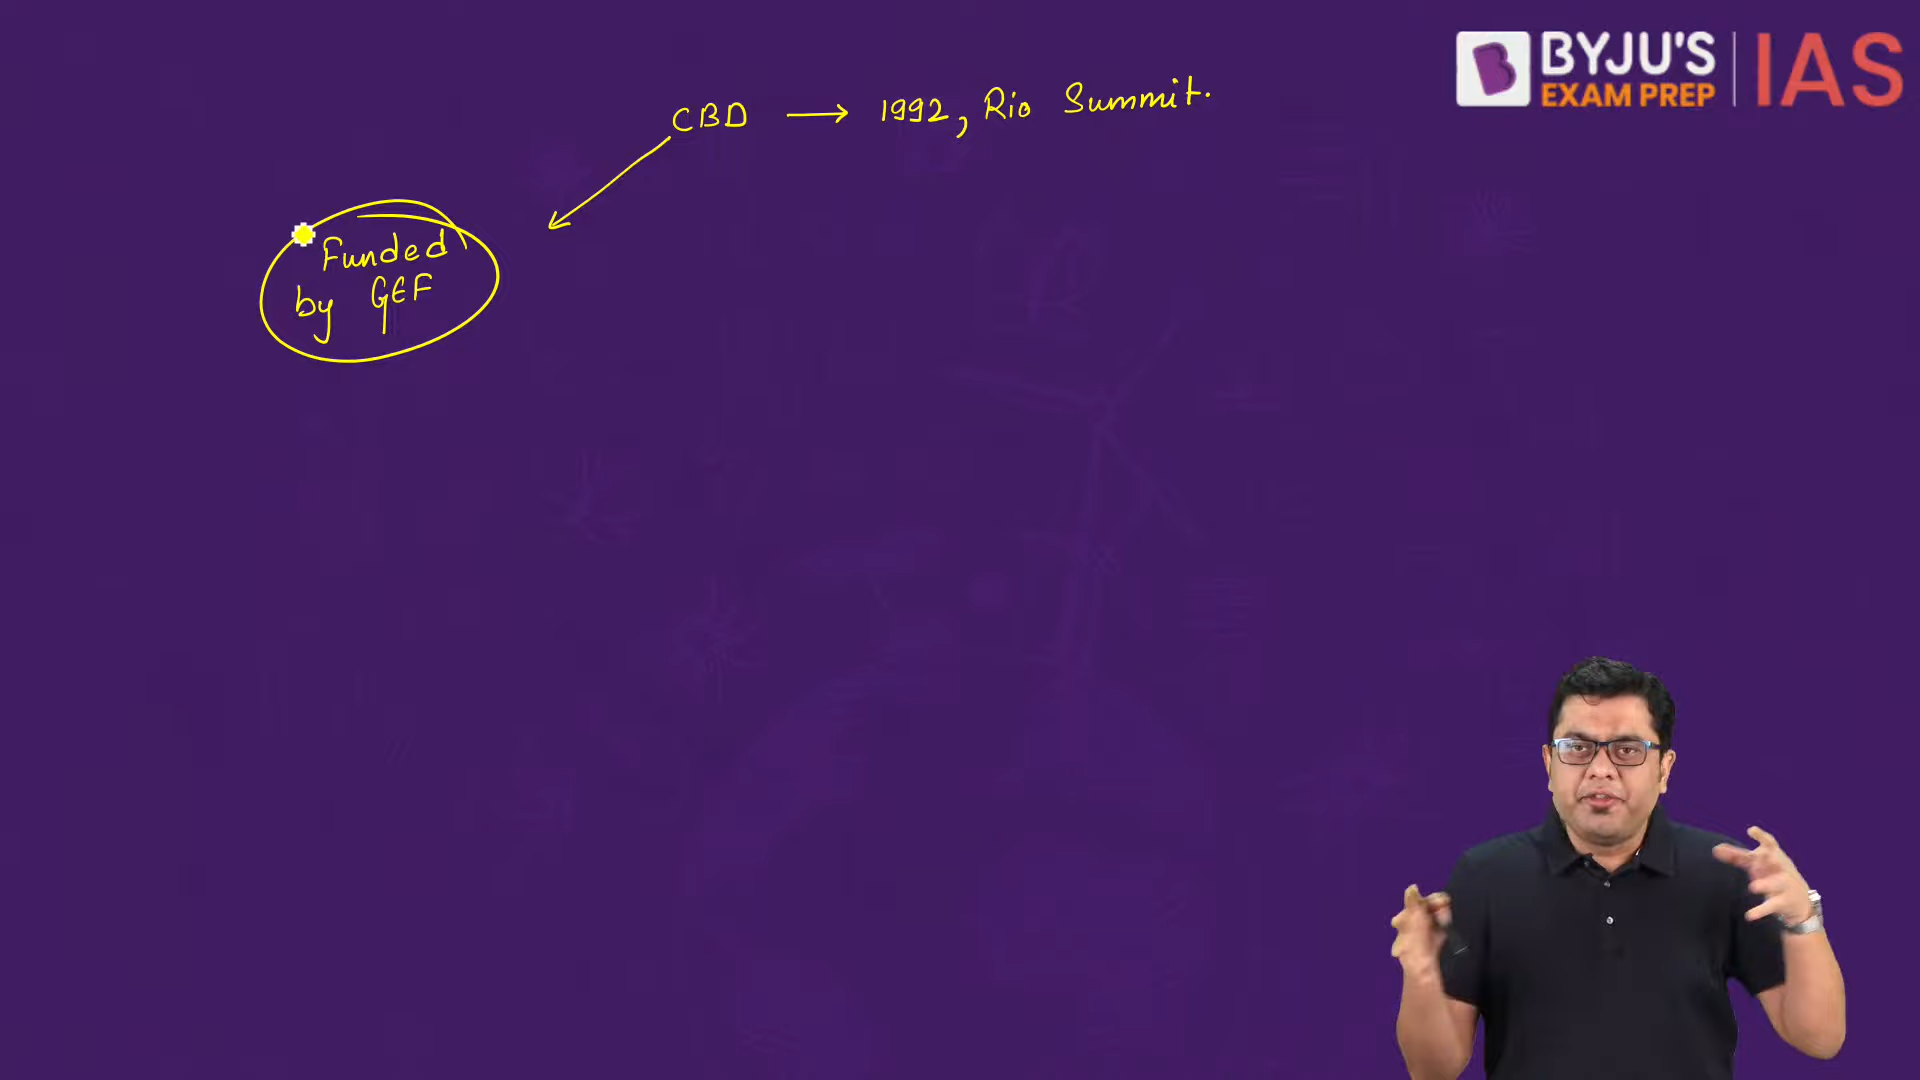 BYJU'S
EXAM PREP
IAS
CBD → 1992, Rio Summit.
Funded
by GEF